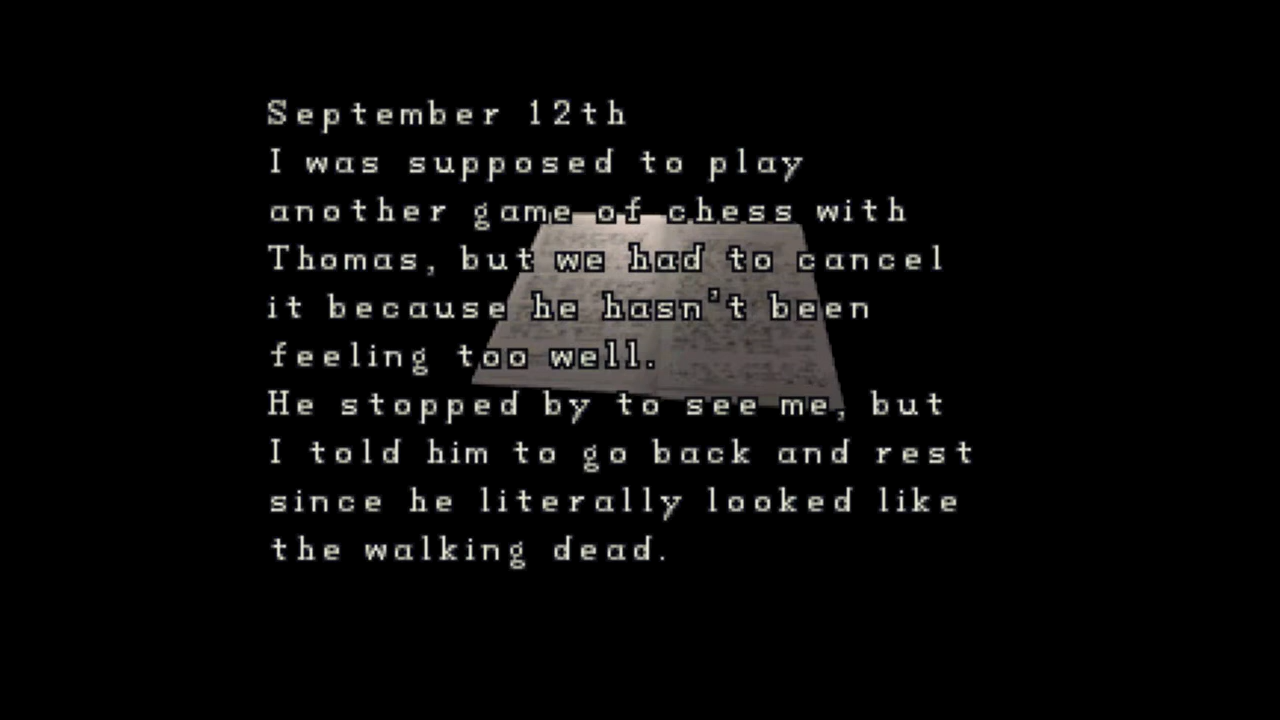 September 12th
I was supposed to play
another game of chess with
Thomas, but we had to cancel
it because he hasn't been
feeling too well.
He stopped by to see me, but
I told him to go back and rest
since he literally looked like
the walking dead.